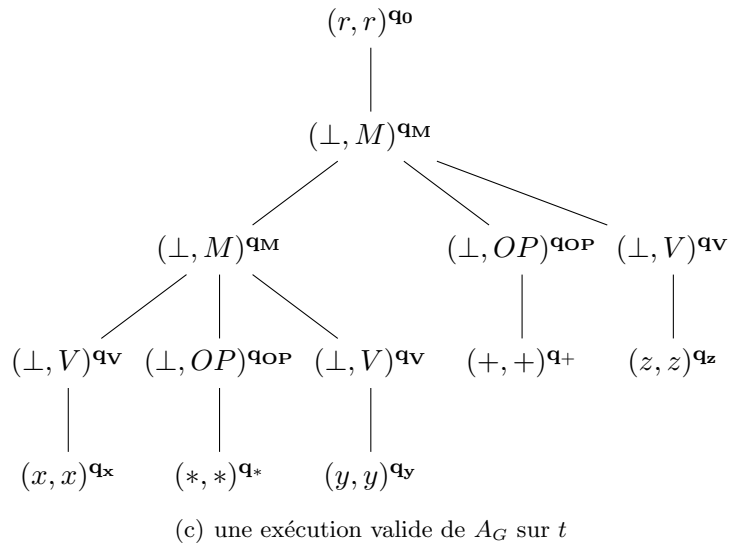 (r, r)^q0
(⊥, M)^qM
(⊥, M)^qM (⊥, OP)^qOP (⊥, V)^qV
(⊥, V)^qV (⊥, OP)^qOP (⊥, V)^qV (+, +)^q+ (z, z)^qz
(x, x)^qx (∗, ∗)^q∗ (y, y)^qy
(c) une exécution valide de A_G sur t